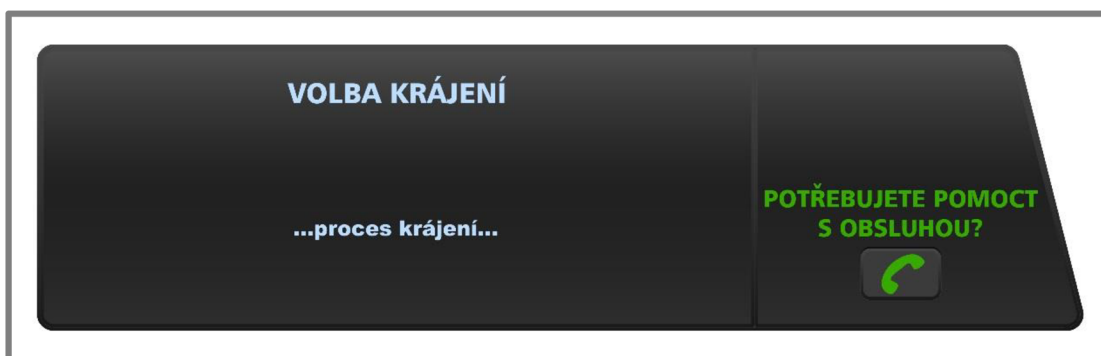 VOLBA KRÁJENÍ
...proces krájení...
POTŘEBUJETE POMOCT
S OBSLUHOU?